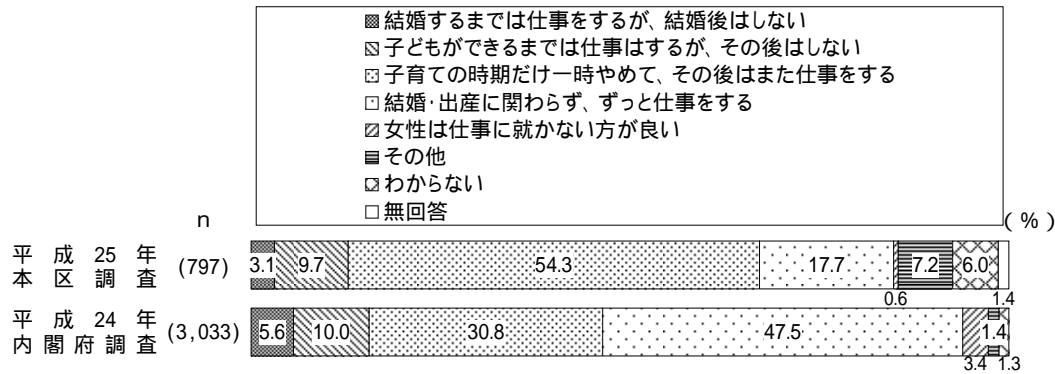 結婚するまでは仕事をするが、結婚後はしない
子どもができるまでは仕事はするが、その後はしない
子育ての時期だけ一時やめて、その後はまた仕事をする
結婚・出産に関わらず、ずっと仕事をする
女性は仕事に就かない方が良い
その他
わからない
無回答
n
(%)
平成25年
本区調査
(797)
3.1 9.7 54.3 17.7 7.2 6.0
0.6 1.4
平成24年
内閣府調査
(3,033)
5.6 10.0 30.8 47.5 1.4
3.4 1.3